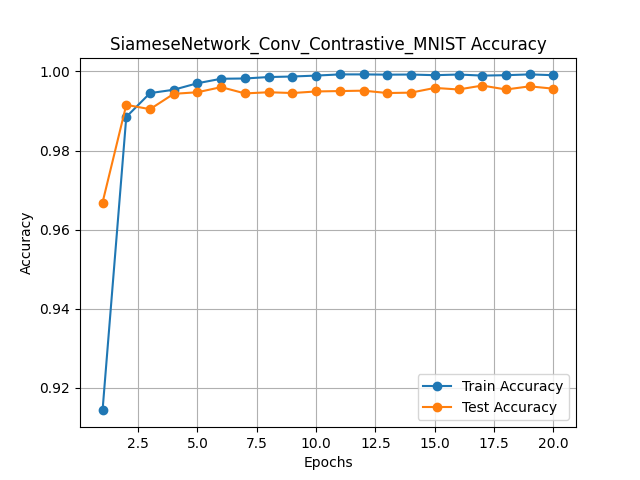 SiameseNetwork_Conv_Contrastive_MNIST Accuracy
1.00
0.98
0.96
0.94
0.92
Accuracy
Train Accuracy
Test Accuracy
2.5 5.0 7.5 10.0 12.5 15.0 17.5 20.0
Epochs